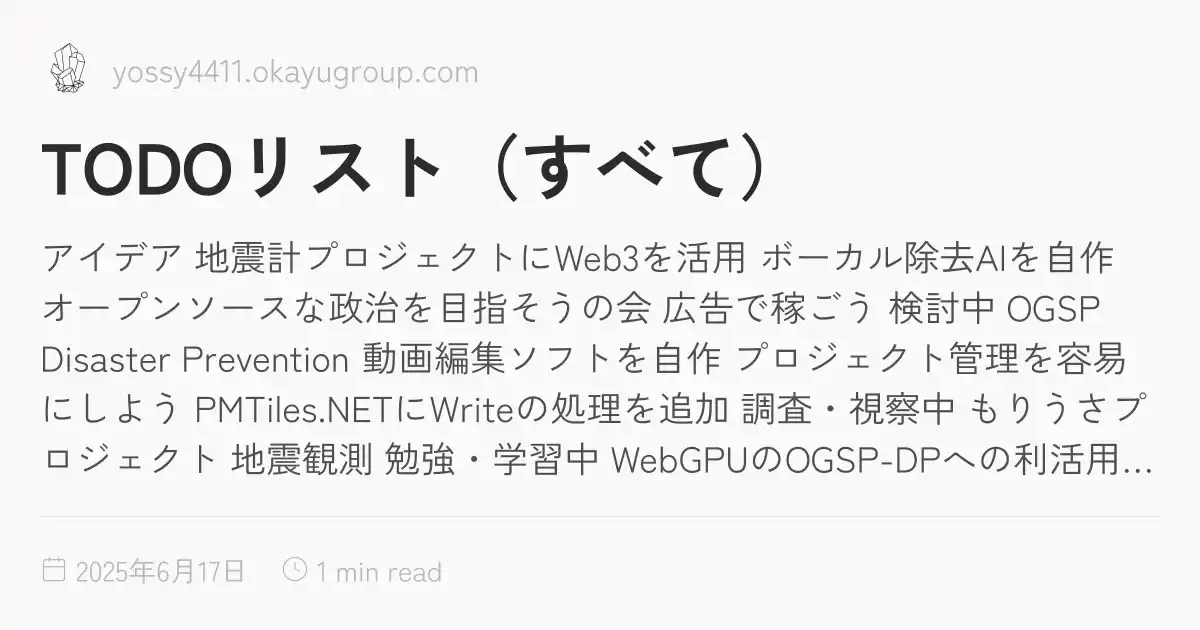 yossy4411.okayugroup.com
TODOリスト（すべて）
アイデア 地震計プロジェクトにWeb3を活用 ボーカル除去AIを自作
オープンソースな政治を目指そうの会 広告で稼ごう 検討中 OGSP
Disaster Prevention 動画編集ソフトを自作 プロジェクト管理を容易
にしよう PMTiles.NETにWriteの処理を追加 調査・視察中 もりうさプ
ロジェクト 地震観測 勉強・学習中 WebGPUのOGSP-DPへの利活用...
2025年6月17日 1 min read